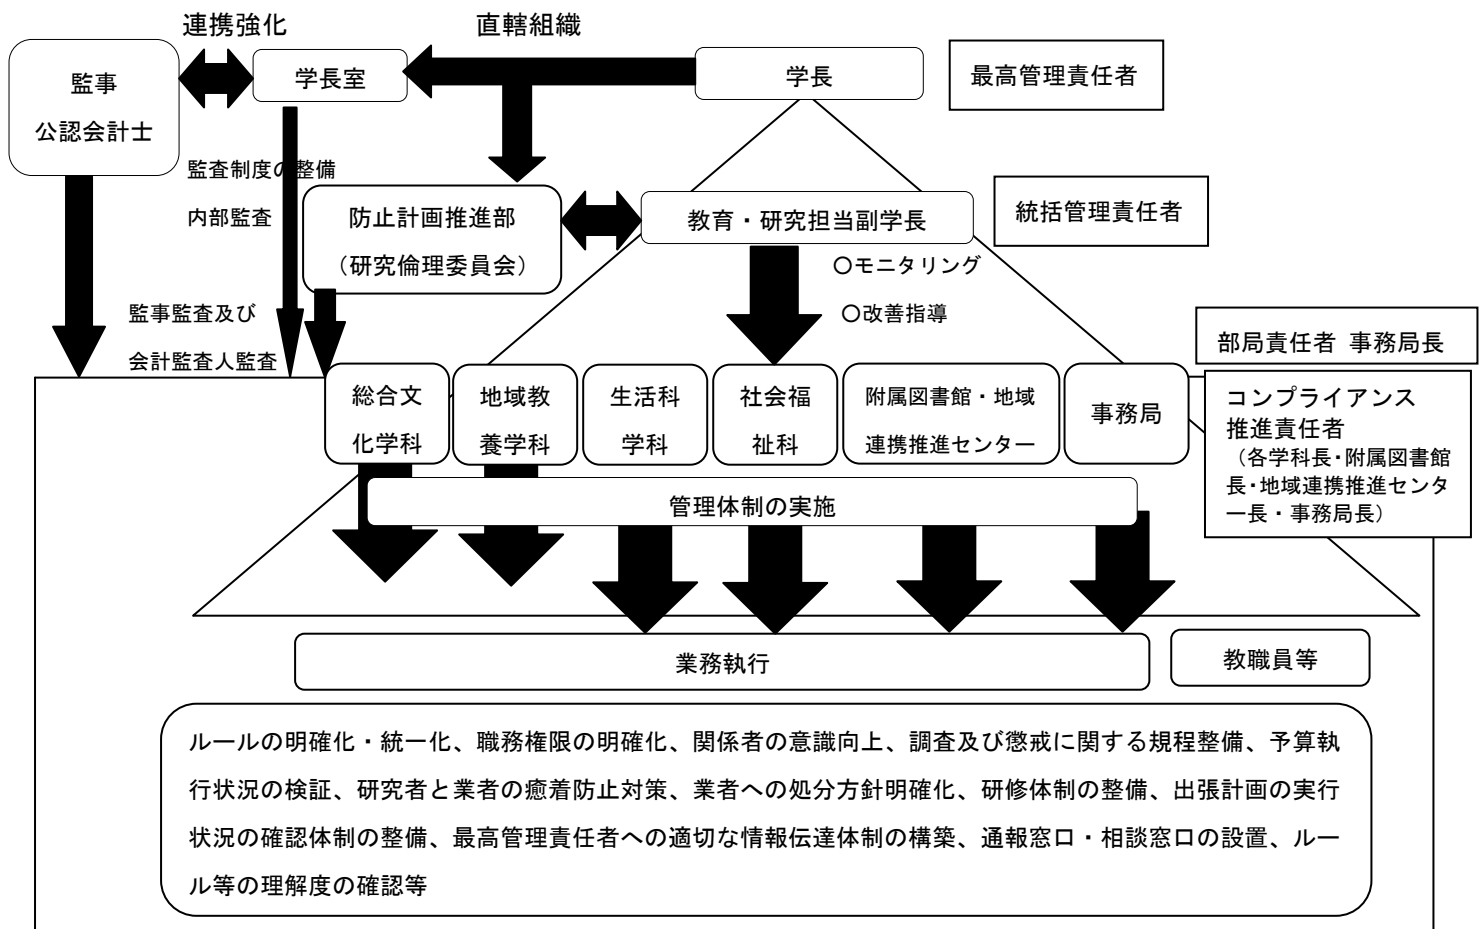 連携強化
直轄組織
監事
公認会計士
学長室
学長
最高管理責任者
監査制度の整備
内部監査
防止計画推進部
（研究倫理委員会）
教育・研究担当副学長
統括管理責任者
〇モニタリング
〇改善指導
監事監査及び
会計監査人監査
部局責任者 事務局長
総合文
化学科
地域教
養学科
生活科
学科
社会福
祉科
附属図書館・地域
連携推進センター
事務局
コンプライアンス
推進責任者
（各学科長・附属図書館
長・地域連携推進センタ
ー長・事務局長）
管理体制の実施
業務執行
教職員等
ルールの明確化・統一化、職務権限の明確化、関係者の意識向上、調査及び懲戒に関する規程整備、予算執
行状況の検証、研究者と業者の癒着防止対策、業者への処分方針明確化、研修体制の整備、出張計画の実行
状況の確認体制の整備、最高管理責任者への適切な情報伝達体制の構築、通報窓口・相談窓口の設置、ルー
ル等の理解度の確認等